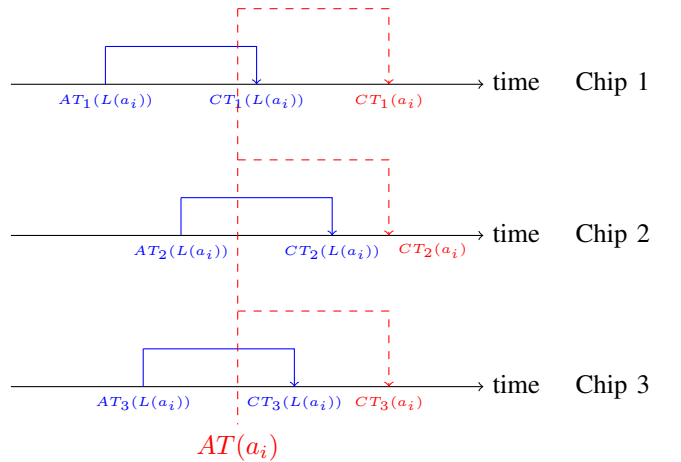 time Chip 1
AT₁(L(aᵢ)) CT₁(L(aᵢ)) CT₁(aᵢ)
time Chip 2
AT₂(L(aᵢ)) CT₂(L(aᵢ)) CT₂(aᵢ)
time Chip 3
AT₃(L(aᵢ)) CT₃(L(aᵢ)) CT₃(aᵢ)
AT(aᵢ)